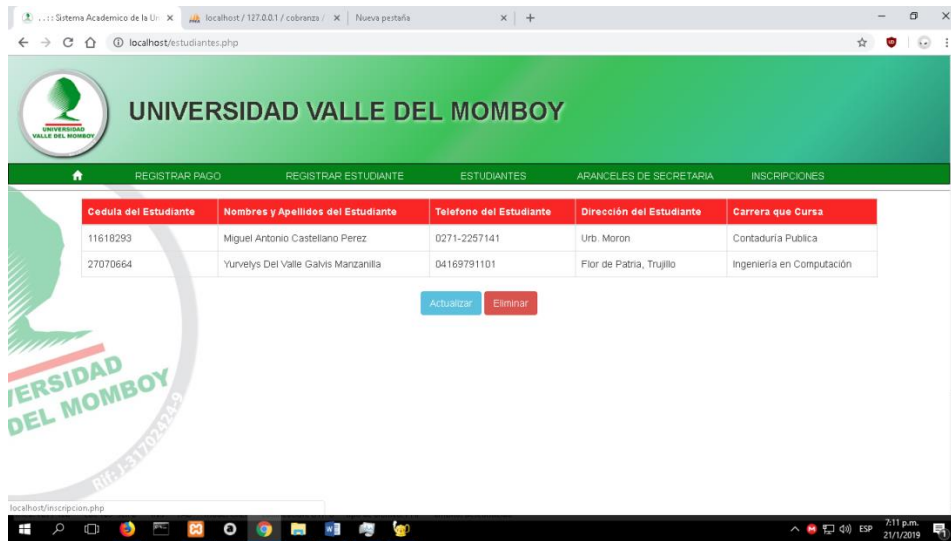 ..:: Sistema Academico de la Un
localhost / 127.0.0.1 / cobranza /
Nueva pestaña
localhost/estudiantes.php
UNIVERSIDAD
VALLE DEL MOMBOY
UNIVERSIDAD VALLE DEL MOMBOY
REGISTRAR PAGO REGISTRAR ESTUDIANTE ESTUDIANTES ARANCELES DE SECRETARIA INSCRIPCIONES
Cedula del Estudiante Nombres y Apellidos del Estudiante Telefono del Estudiante Dirección del Estudiante Carrera que Cursa
11618293 Miguel Antonio Castellano Perez 0271-2257141 Urb. Moron Contaduría Publica
27070664 Yurvelys Del Valle Galvis Manzanilla 04169791101 Flor de Patria, Trujillo Ingeniería en Computación
Actualizar Eliminar
VERSIDAD
DEL MOMBOY
Rif: J-31702424-9
localhost/inscripcion.php
ESP
7:11 p.m.
21/1/2019